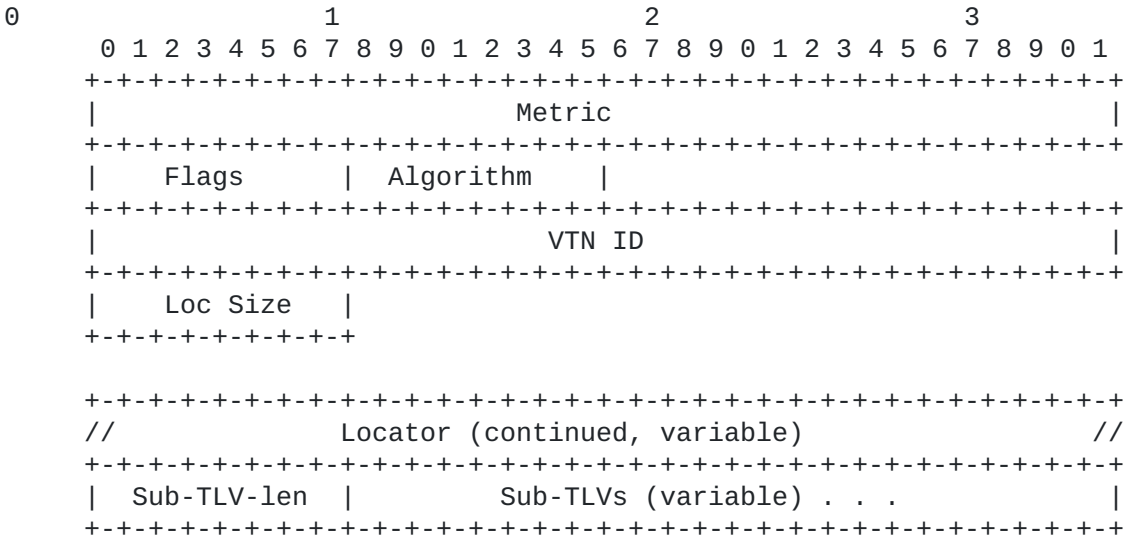 0                   1                   2                   3
      0 1 2 3 4 5 6 7 8 9 0 1 2 3 4 5 6 7 8 9 0 1 2 3 4 5 6 7 8 9 0 1
     +-+-+-+-+-+-+-+-+-+-+-+-+-+-+-+-+-+-+-+-+-+-+-+-+-+-+-+-+-+-+-+-+
     |                          Metric                               |
     +-+-+-+-+-+-+-+-+-+-+-+-+-+-+-+-+-+-+-+-+-+-+-+-+-+-+-+-+-+-+-+-+
     |    Flags      |  Algorithm    |
     +-+-+-+-+-+-+-+-+-+-+-+-+-+-+-+-+-+-+-+-+-+-+-+-+-+-+-+-+-+-+-+-+
     |                            VTN ID                             |
     +-+-+-+-+-+-+-+-+-+-+-+-+-+-+-+-+-+-+-+-+-+-+-+-+-+-+-+-+-+-+-+-+
     |    Loc Size   |
     +-+-+-+-+-+-+-+-+

     +-+-+-+-+-+-+-+-+-+-+-+-+-+-+-+-+-+-+-+-+-+-+-+-+-+-+-+-+-+-+-+-+
     //              Locator (continued, variable)                  //
     +-+-+-+-+-+-+-+-+-+-+-+-+-+-+-+-+-+-+-+-+-+-+-+-+-+-+-+-+-+-+-+-+
     |  Sub-TLV-len  |         Sub-TLVs (variable) . . .             |
     +-+-+-+-+-+-+-+-+-+-+-+-+-+-+-+-+-+-+-+-+-+-+-+-+-+-+-+-+-+-+-+-+